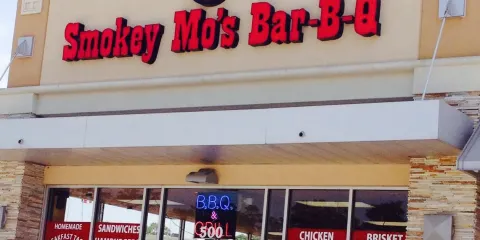 Smokey Mo's Bar-B-Q
B.B.Q.
&
GRILL
500
HOMEMADE
SANDWICHES
CHICKEN
BRISKET